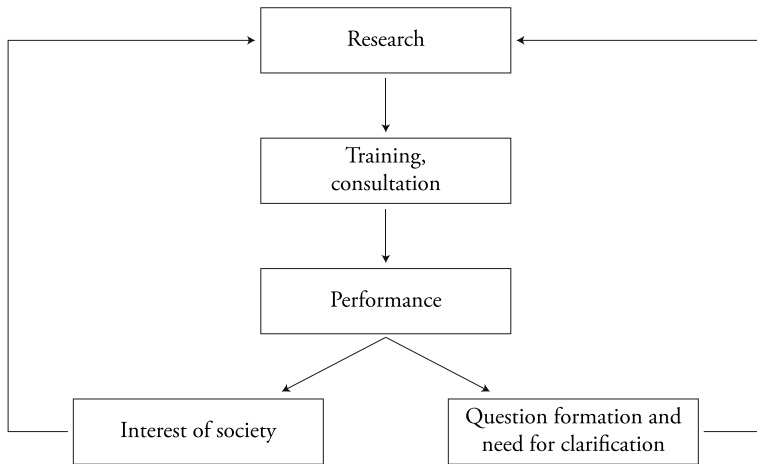 Research
Training,
consultation
Performance
Interest of society
Question formation and
need for clarification